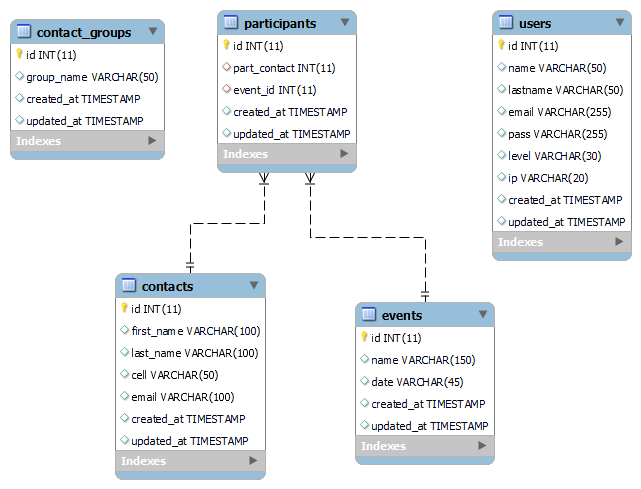 contact_groups
id INT(11)
group_name VARCHAR(50)
created_at TIMESTAMP
updated_at TIMESTAMP
Indexes
participants
id INT(11)
part_contact INT(11)
event_id INT(11)
created_at TIMESTAMP
updated_at TIMESTAMP
Indexes
users
id INT(11)
name VARCHAR(50)
lastname VARCHAR(50)
email VARCHAR(255)
pass VARCHAR(255)
level VARCHAR(30)
ip VARCHAR(20)
created_at TIMESTAMP
updated_at TIMESTAMP
Indexes
contacts
id INT(11)
first_name VARCHAR(100)
last_name VARCHAR(100)
cell VARCHAR(50)
email VARCHAR(100)
created_at TIMESTAMP
updated_at TIMESTAMP
Indexes
events
id INT(11)
name VARCHAR(150)
date VARCHAR(45)
created_at TIMESTAMP
updated_at TIMESTAMP
Indexes